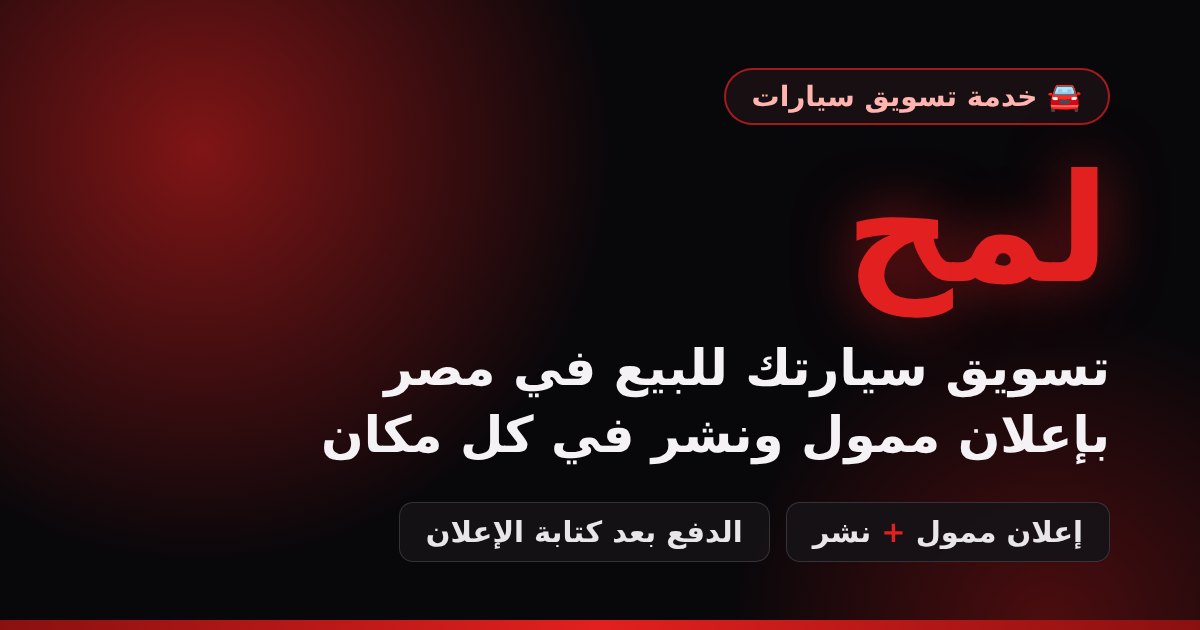 🚘 خدمة تسويق سيارات
لمح
تسويق سيارتك للبيع في مصر
بإعلان ممول ونشر في كل مكان
إعلان ممول + نشر
الدفع بعد كتابة الإعلان